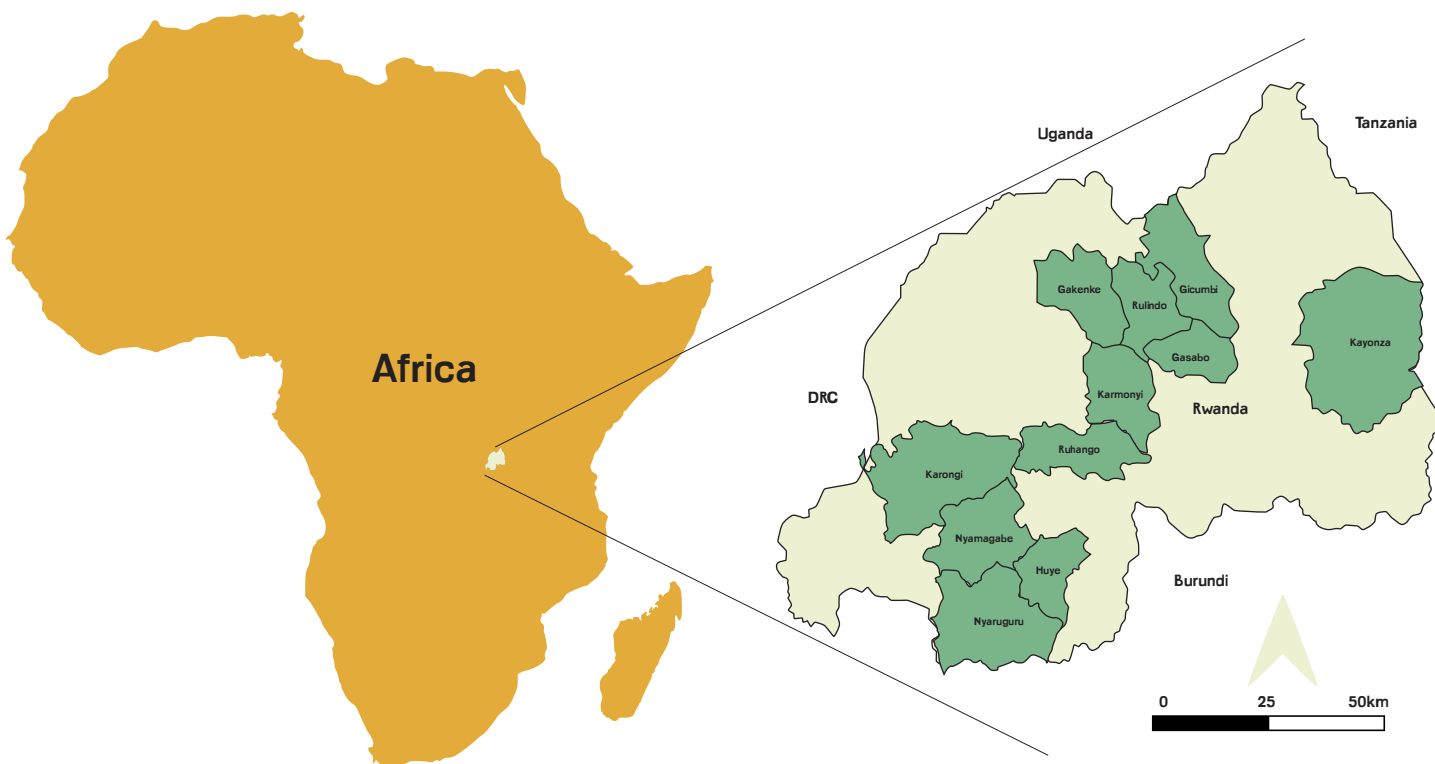 Africa
Uganda
Tanzania
DRC
Rwanda
Burundi
Gakenke
Rulindo
Gicumbi
Gasabo
Kayonza
Karmonyi
Ruhango
Karongi
Nyamagabe
Huye
Nyaruguru
0 25 50km